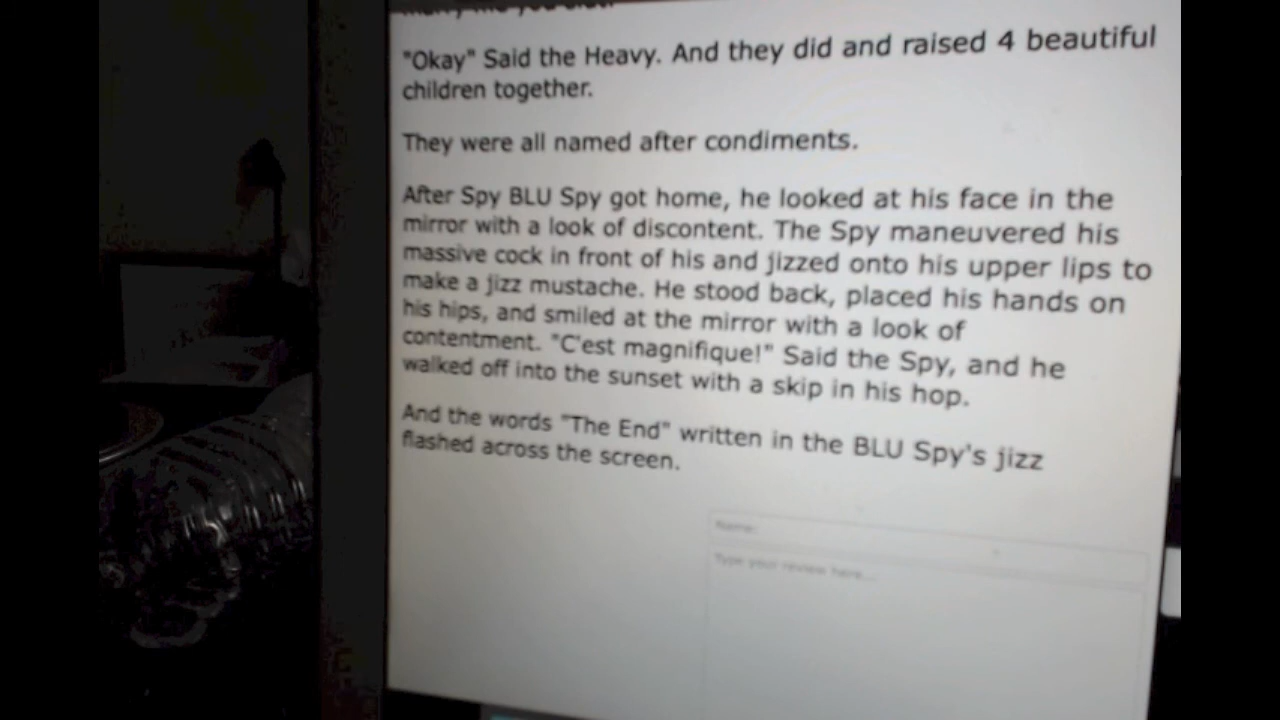 "Okay" Said the Heavy. And they did and raised 4 beautiful
children together.
They were all named after condiments.
After Spy BLU Spy got home, he looked at his face in the
mirror with a look of discontent. The Spy maneuvered his
massive cock in front of his and jizzed onto his upper lips to
make a jizz mustache. He stood back, placed his hands on
his hips, and smiled at the mirror with a look of
contentment. "C'est magnifique!" Said the Spy, and he
walked off into the sunset with a skip in his hop.
And the words "The End" written in the BLU Spy's jizz
flashed across the screen.
Name:
Type your review here...